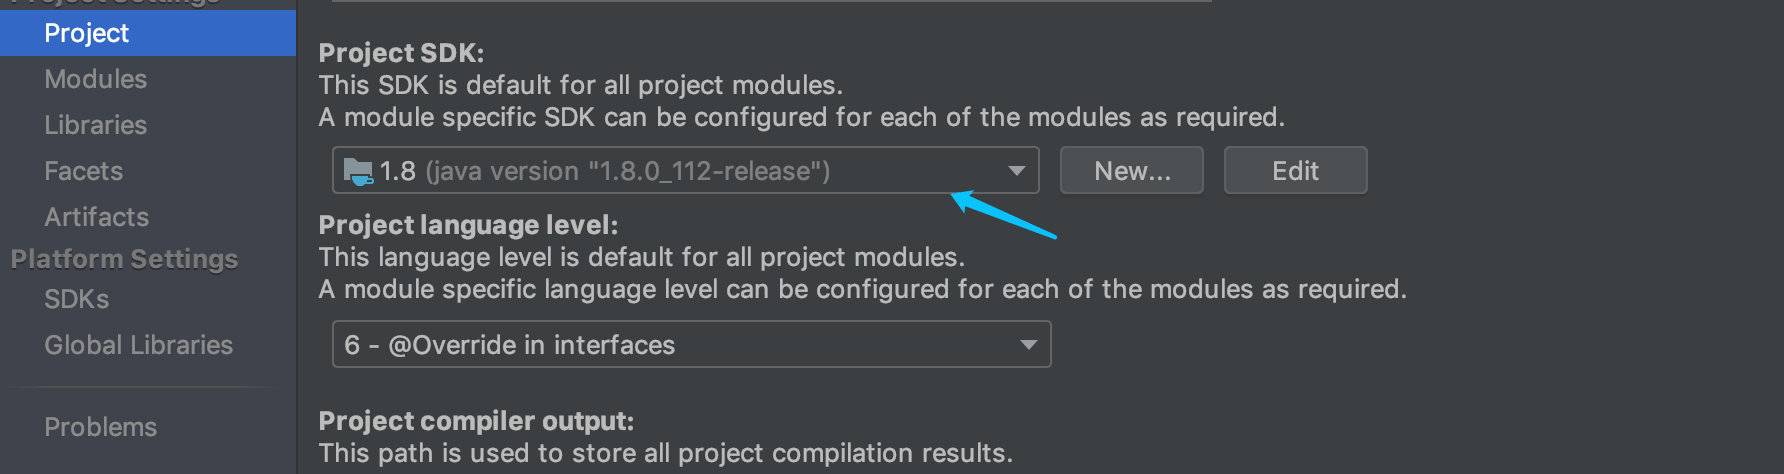 Project Settings
Project
Modules
Libraries
Facets
Artifacts
Platform Settings
SDKs
Global Libraries
Problems
Project SDK:
This SDK is default for all project modules.
A module specific SDK can be configured for each of the modules as required.
1.8 (java version "1.8.0_112-release")
New...
Edit
Project language level:
This language level is default for all project modules.
A module specific language level can be configured for each of the modules as required.
6 - @Override in interfaces
Project compiler output:
This path is used to store all project compilation results.